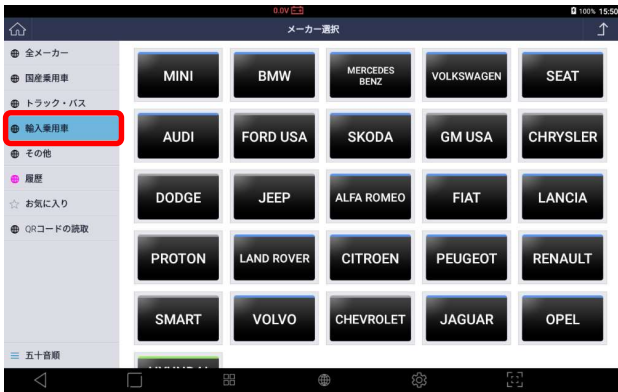 0.0V
100% 15:50
メーカー選択
全メーカー
国産乗用車
トラック・バス
輸入乗用車
その他
履歴
お気に入り
QRコードの読取
五十音順
MINI
BMW
MERCEDES
BENZ
VOLKSWAGEN
SEAT
AUDI
FORD USA
SKODA
GM USA
CHRYSLER
DODGE
JEEP
ALFA ROMEO
FIAT
LANCIA
PROTON
LAND ROVER
CITROEN
PEUGEOT
RENAULT
SMART
VOLVO
CHEVROLET
JAGUAR
OPEL